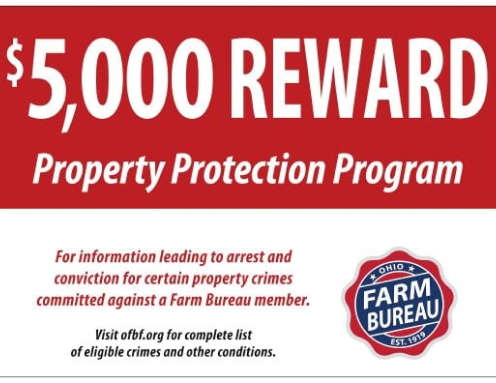 $5,000 REWARD
Property Protection Program
For information leading to arrest and
conviction for certain property crimes
committed against a Farm Bureau member.
Visit ofbf.org for complete list
of eligible crimes and other conditions.
OHIO
FARM
BUREAU
EST. 1919